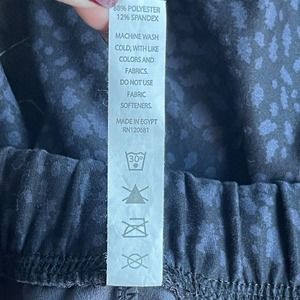 88% POLYESTER
12% SPANDEX
MACHINE WASH
COLD, WITH LIKE
COLORS AND
FABRICS.
DO NOT USE
FABRIC
SOFTENERS.
MADE IN EGYPT
RN120681
30°